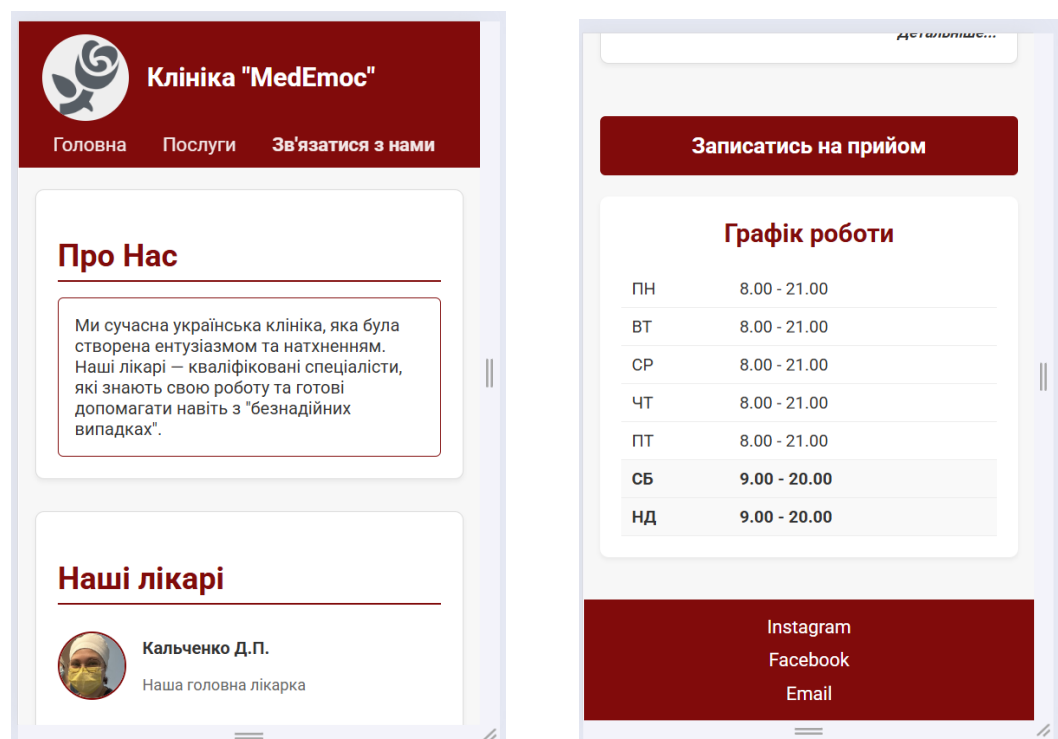 Клініка "MedEmoc"
Головна Послуги Зв'язатися з нами
Про Нас
Ми сучасна українська клініка, яка була
створена ентузіазмом та натхненням.
Наші лікарі — кваліфіковані спеціалісти,
які знають свою роботу та готові
допомагати навіть з "безнадійних
випадках".
Наші лікарі
Кальченко Д.П.
Наша головна лікарка
Детальніше...
Записатись на прийом
Графік роботи
ПН 8.00 - 21.00
ВТ 8.00 - 21.00
СР 8.00 - 21.00
ЧТ 8.00 - 21.00
ПТ 8.00 - 21.00
СБ 9.00 - 20.00
НД 9.00 - 20.00
Instagram
Facebook
Email